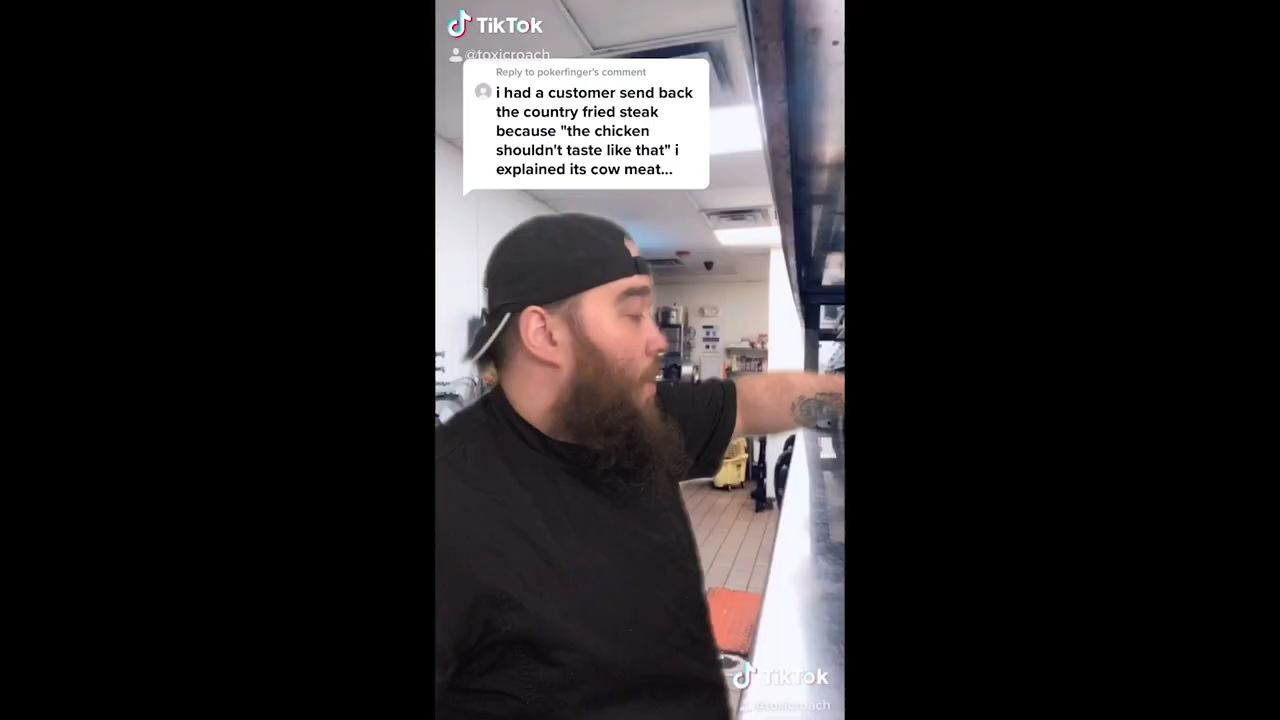 TikTok
@toxicroach
Reply to pokerfinger's comment
i had a customer send back
the country fried steak
because "the chicken
shouldn't taste like that" i
explained its cow meat...
TikTok
@toxicroach